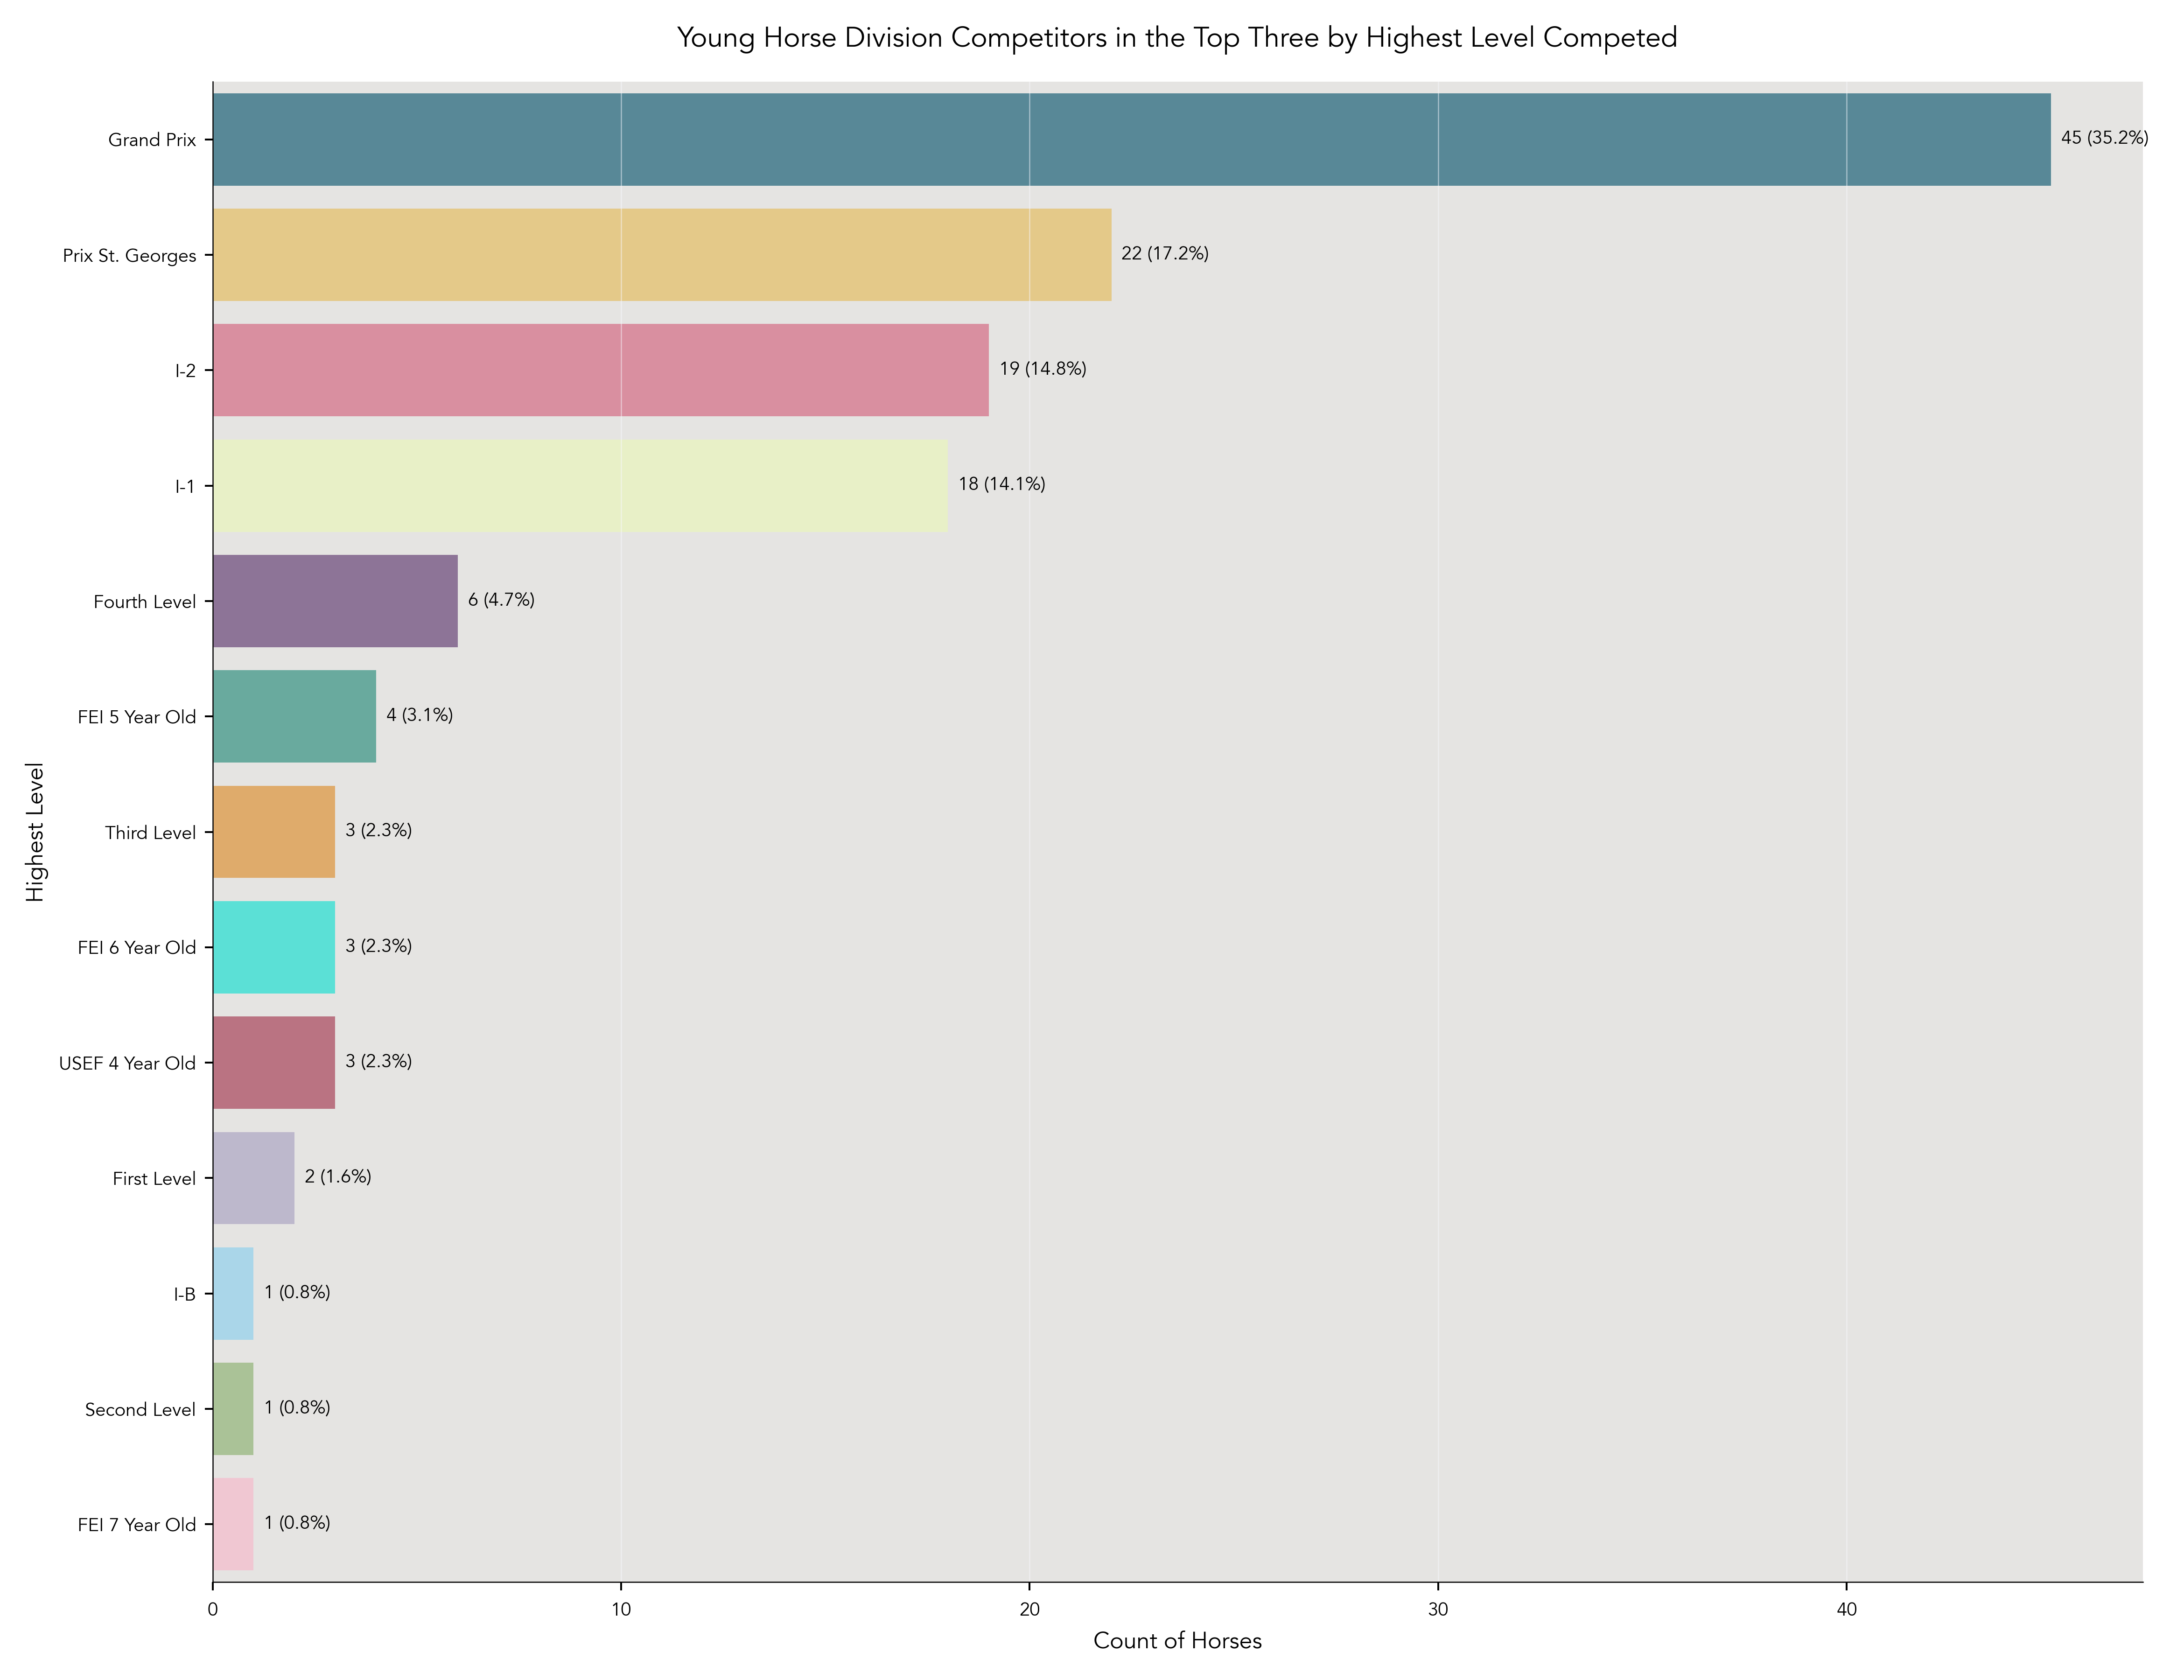 Young Horse Division Competitors in the Top Three by Highest Level Competed
Grand Prix 45 (35.2%)
Prix St. Georges 22 (17.2%)
I-2 19 (14.8%)
I-1 18 (14.1%)
Fourth Level 6 (4.7%)
FEI 5 Year Old 4 (3.1%)
Third Level 3 (2.3%)
FEI 6 Year Old 3 (2.3%)
USEF 4 Year Old 3 (2.3%)
First Level 2 (1.6%)
I-B 1 (0.8%)
Second Level 1 (0.8%)
FEI 7 Year Old 1 (0.8%)
Highest Level
0 10 20 30 40
Count of Horses